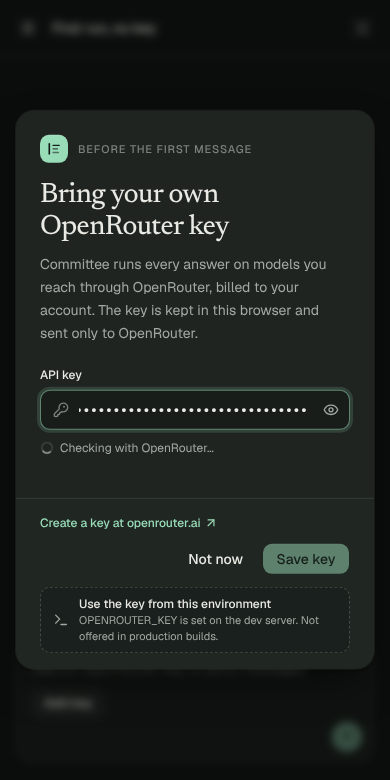 BEFORE THE FIRST MESSAGE
Bring your own
OpenRouter key
Committee runs every answer on models you
reach through OpenRouter, billed to your
account. The key is kept in this browser and
sent only to OpenRouter.
API key
Checking with OpenRouter…
Create a key at openrouter.ai
Not now
Save key
Use the key from this environment
OPENROUTER_KEY is set on the dev server. Not
offered in production builds.